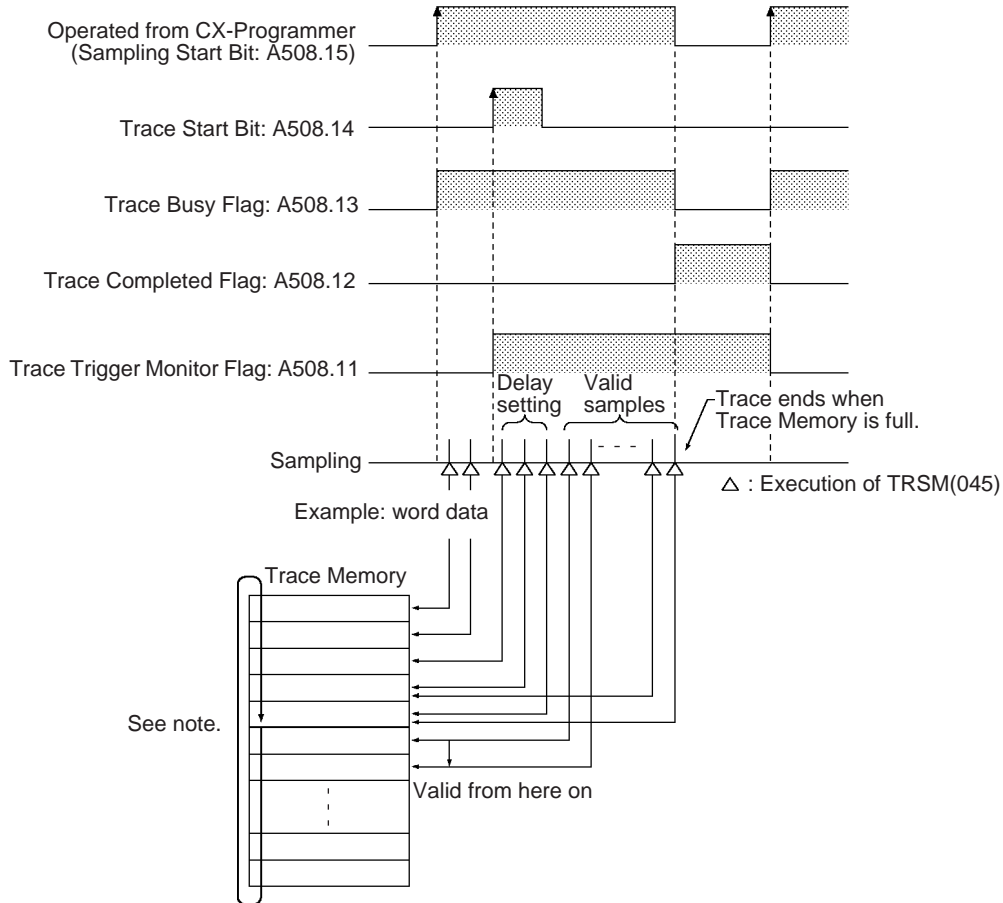 Operated from CX-Programmer
(Sampling Start Bit: A508.15)
Trace Start Bit: A508.14
Trace Busy Flag: A508.13
Trace Completed Flag: A508.12
Trace Trigger Monitor Flag: A508.11
Delay
setting
Valid
samples
Trace ends when
Trace Memory is full.
Sampling
△ : Execution of TRSM(045)
Example: word data
Trace Memory
See note.
Valid from here on